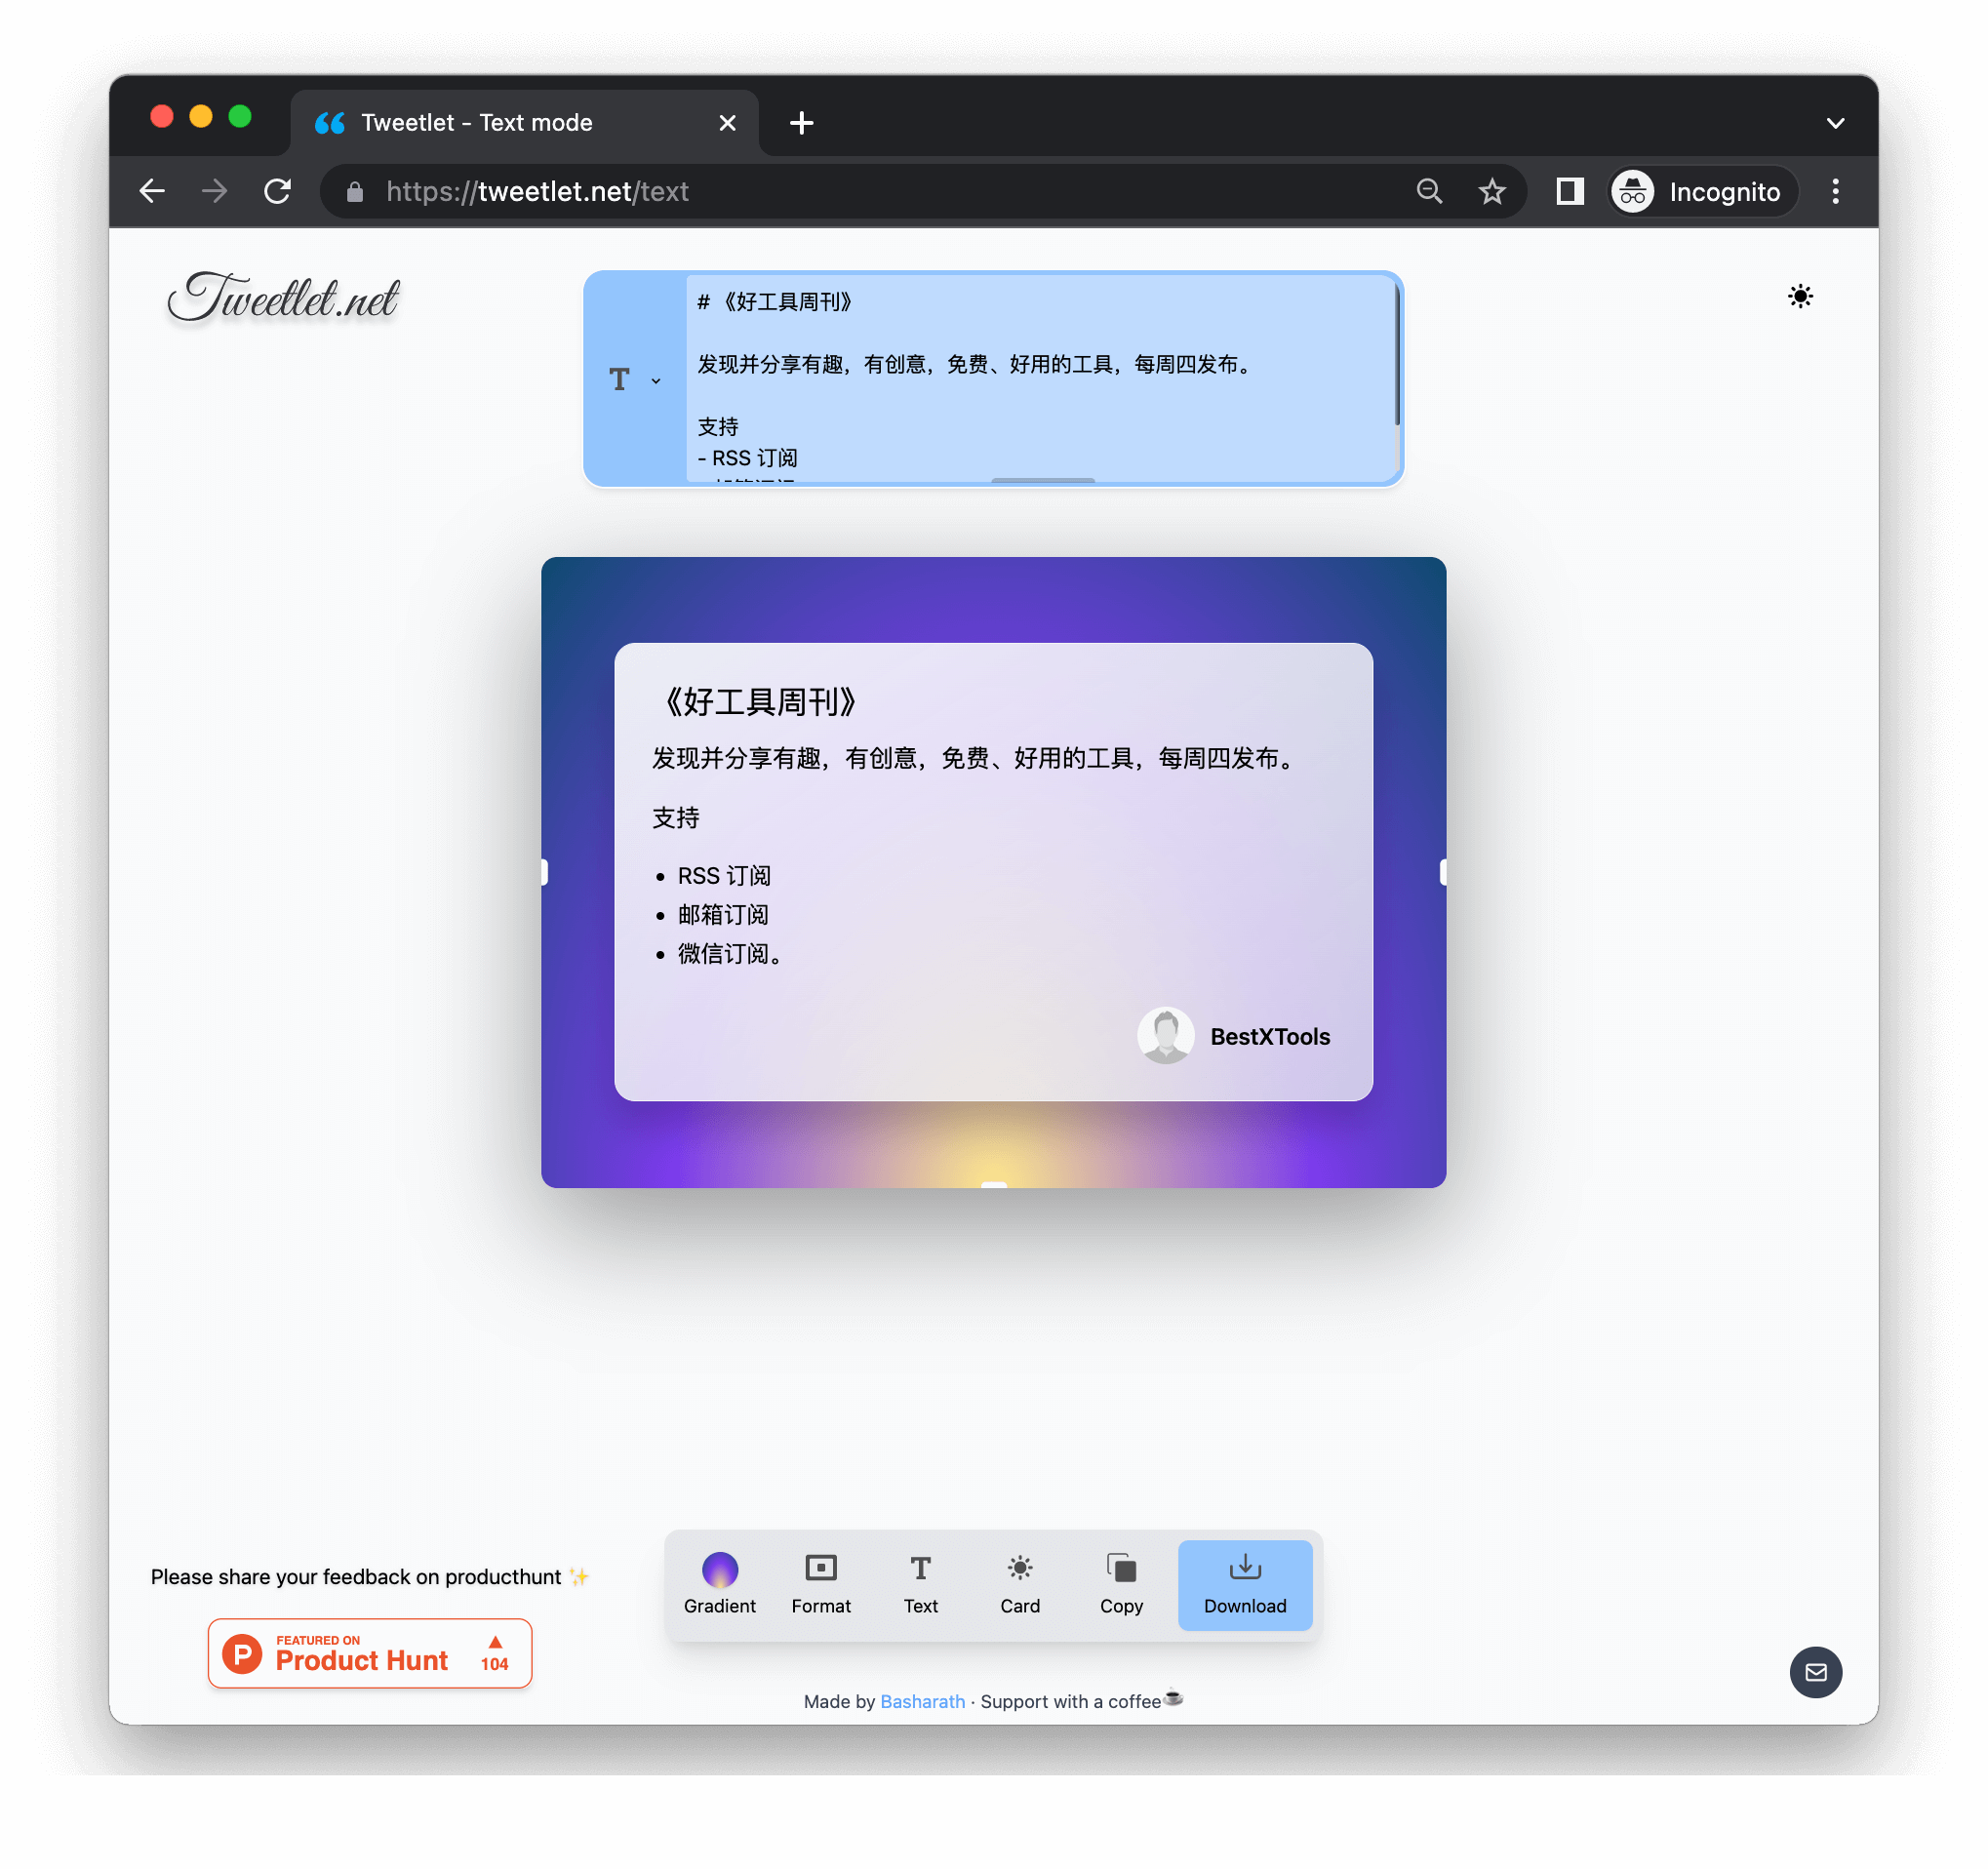 Tweetlet - Text mode
https://tweetlet.net/text
Incognito
Tweetlet.net
# 《好工具周刊》
发现并分享有趣，有创意，免费、好用的工具，每周四发布。
支持
- RSS 订阅
《好工具周刊》
发现并分享有趣，有创意，免费、好用的工具，每周四发布。
支持
• RSS 订阅
• 邮箱订阅
• 微信订阅。
BestXTools
Please share your feedback on producthunt ✨
P
FEATURED ON
Product Hunt
▲
104
Gradient
Format
T
Text
Card
Copy
Download
Made by Basharath · Support with a coffee☕